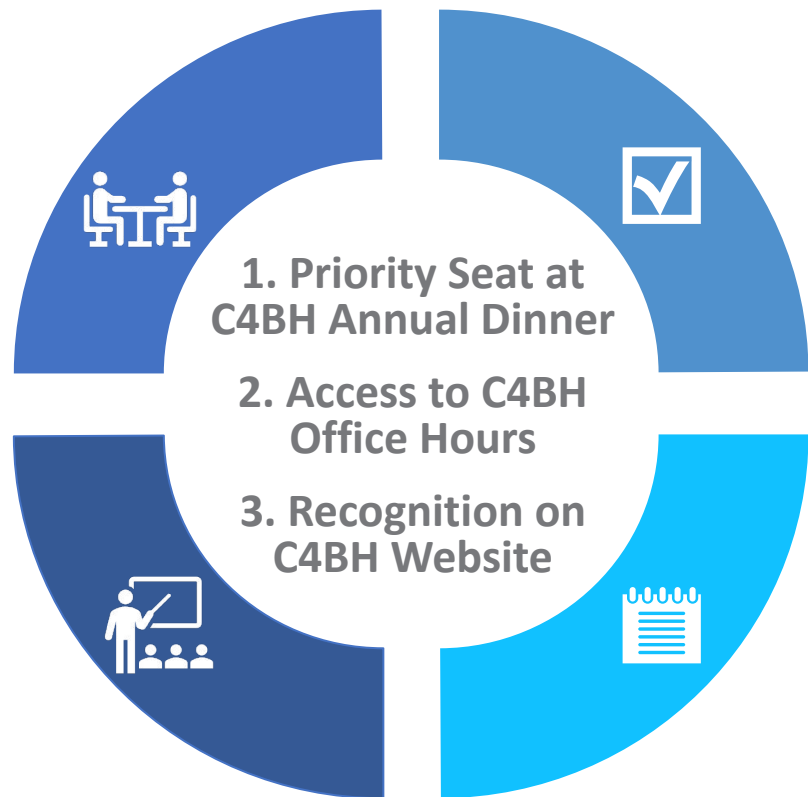 1. Priority Seat at
C4BH Annual Dinner
2. Access to C4BH
Office Hours
3. Recognition on
C4BH Website